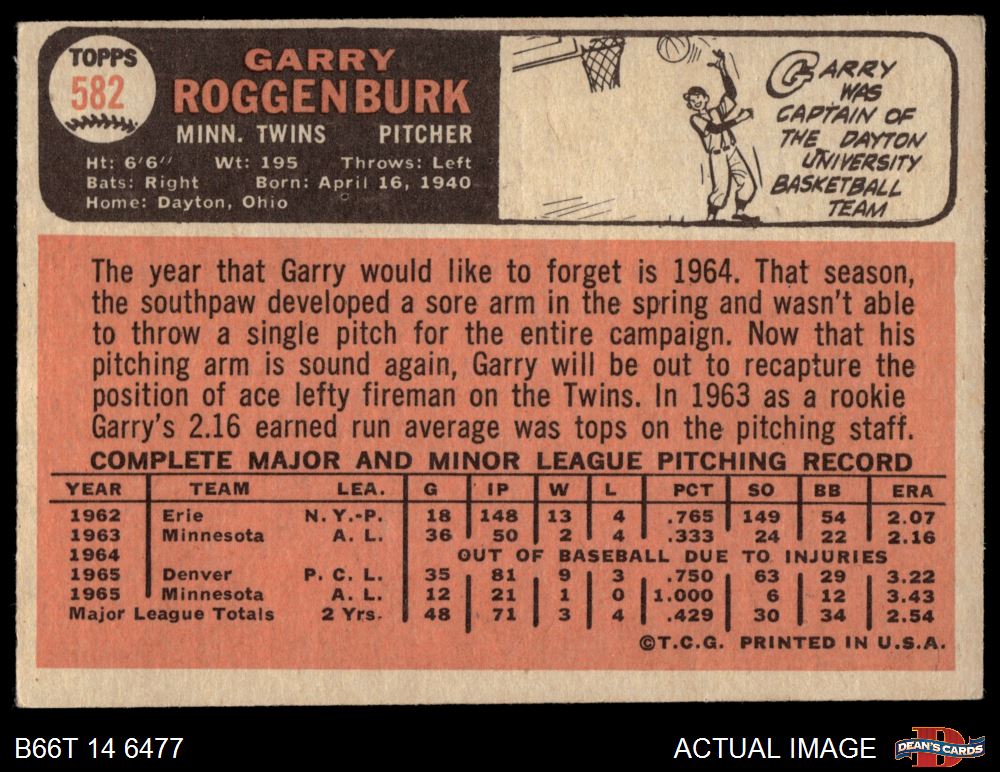 TOPPS
582
GARRY
ROGGENBURK
MINN. TWINS PITCHER
Ht: 6'6" Wt: 195 Throws: Left
Bats: Right Born: April 16, 1940
Home: Dayton, Ohio
GARRY
WAS
CAPTAIN OF
THE DAYTON
UNIVERSITY
BASKETBALL
TEAM
The year that Garry would like to forget is 1964. That season,
the southpaw developed a sore arm in the spring and wasn't able
to throw a single pitch for the entire campaign. Now that his
pitching arm is sound again, Garry will be out to recapture the
position of ace lefty fireman on the Twins. In 1963 as a rookie
Garry's 2.16 earned run average was tops on the pitching staff.
COMPLETE MAJOR AND MINOR LEAGUE PITCHING RECORD
YEAR TEAM LEA. G IP W L PCT SO BB ERA
1962 Erie N. Y.-P. 18 148 13 4 .765 149 54 2.07
1963 Minnesota A. L. 36 50 2 4 .333 24 22 2.16
1964 OUT OF BASEBALL DUE TO INJURIES
1965 Denver P. C. L. 35 81 9 3 .750 63 29 3.22
1965 Minnesota A. L. 12 21 1 0 1.000 6 12 3.43
Major League Totals 2 Yrs. 48 71 3 4 .429 30 34 2.54
©T.C.G. PRINTED IN U.S.A.
B66T 14 6477 ACTUAL IMAGE
D
DEAN'S CARDS